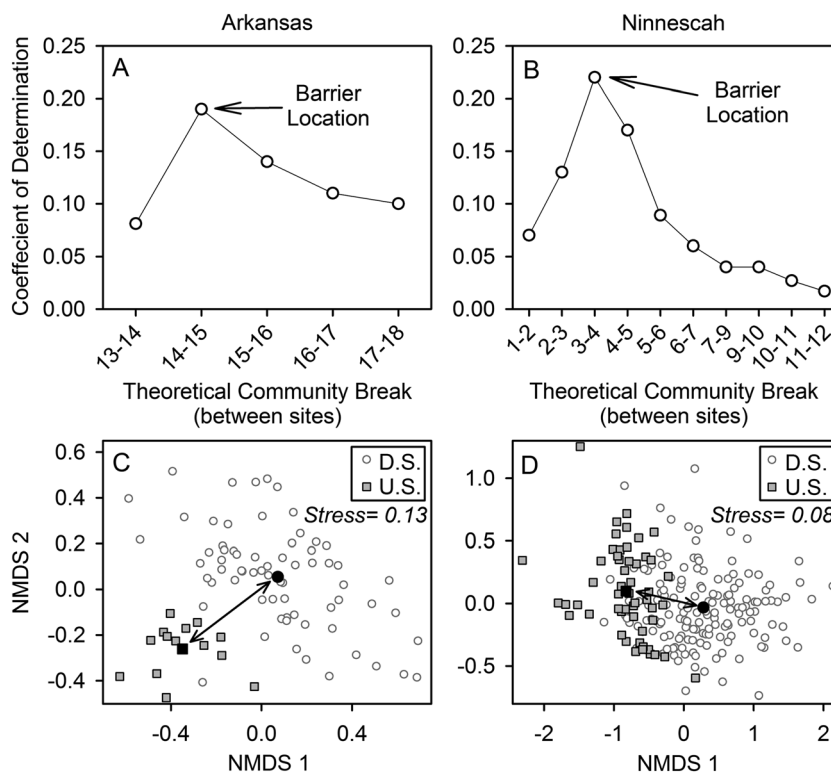 Arkansas
Ninnescah
Coeffecient of Determination
0.25
0.20
0.15
0.10
0.05
0.00
A
Barrier
Location
13-14
14-15
15-16
16-17
17-18
Theoretical Community Break
(between sites)
0.25
0.20
0.15
0.10
0.05
0.00
B
Barrier
Location
1-2
2-3
3-4
4-5
5-6
6-7
7-9
9-10
10-11
11-12
Theoretical Community Break
(between sites)
NMDS 2
0.6
0.4
0.2
0.0
-0.2
-0.4
C
D.S.
U.S.
Stress= 0.13
-0.4
0.0
0.4
NMDS 1
1.0
0.5
0.0
-0.5
D
D.S.
U.S.
Stress= 0.08
-2
-1
0
1
2
NMDS 1